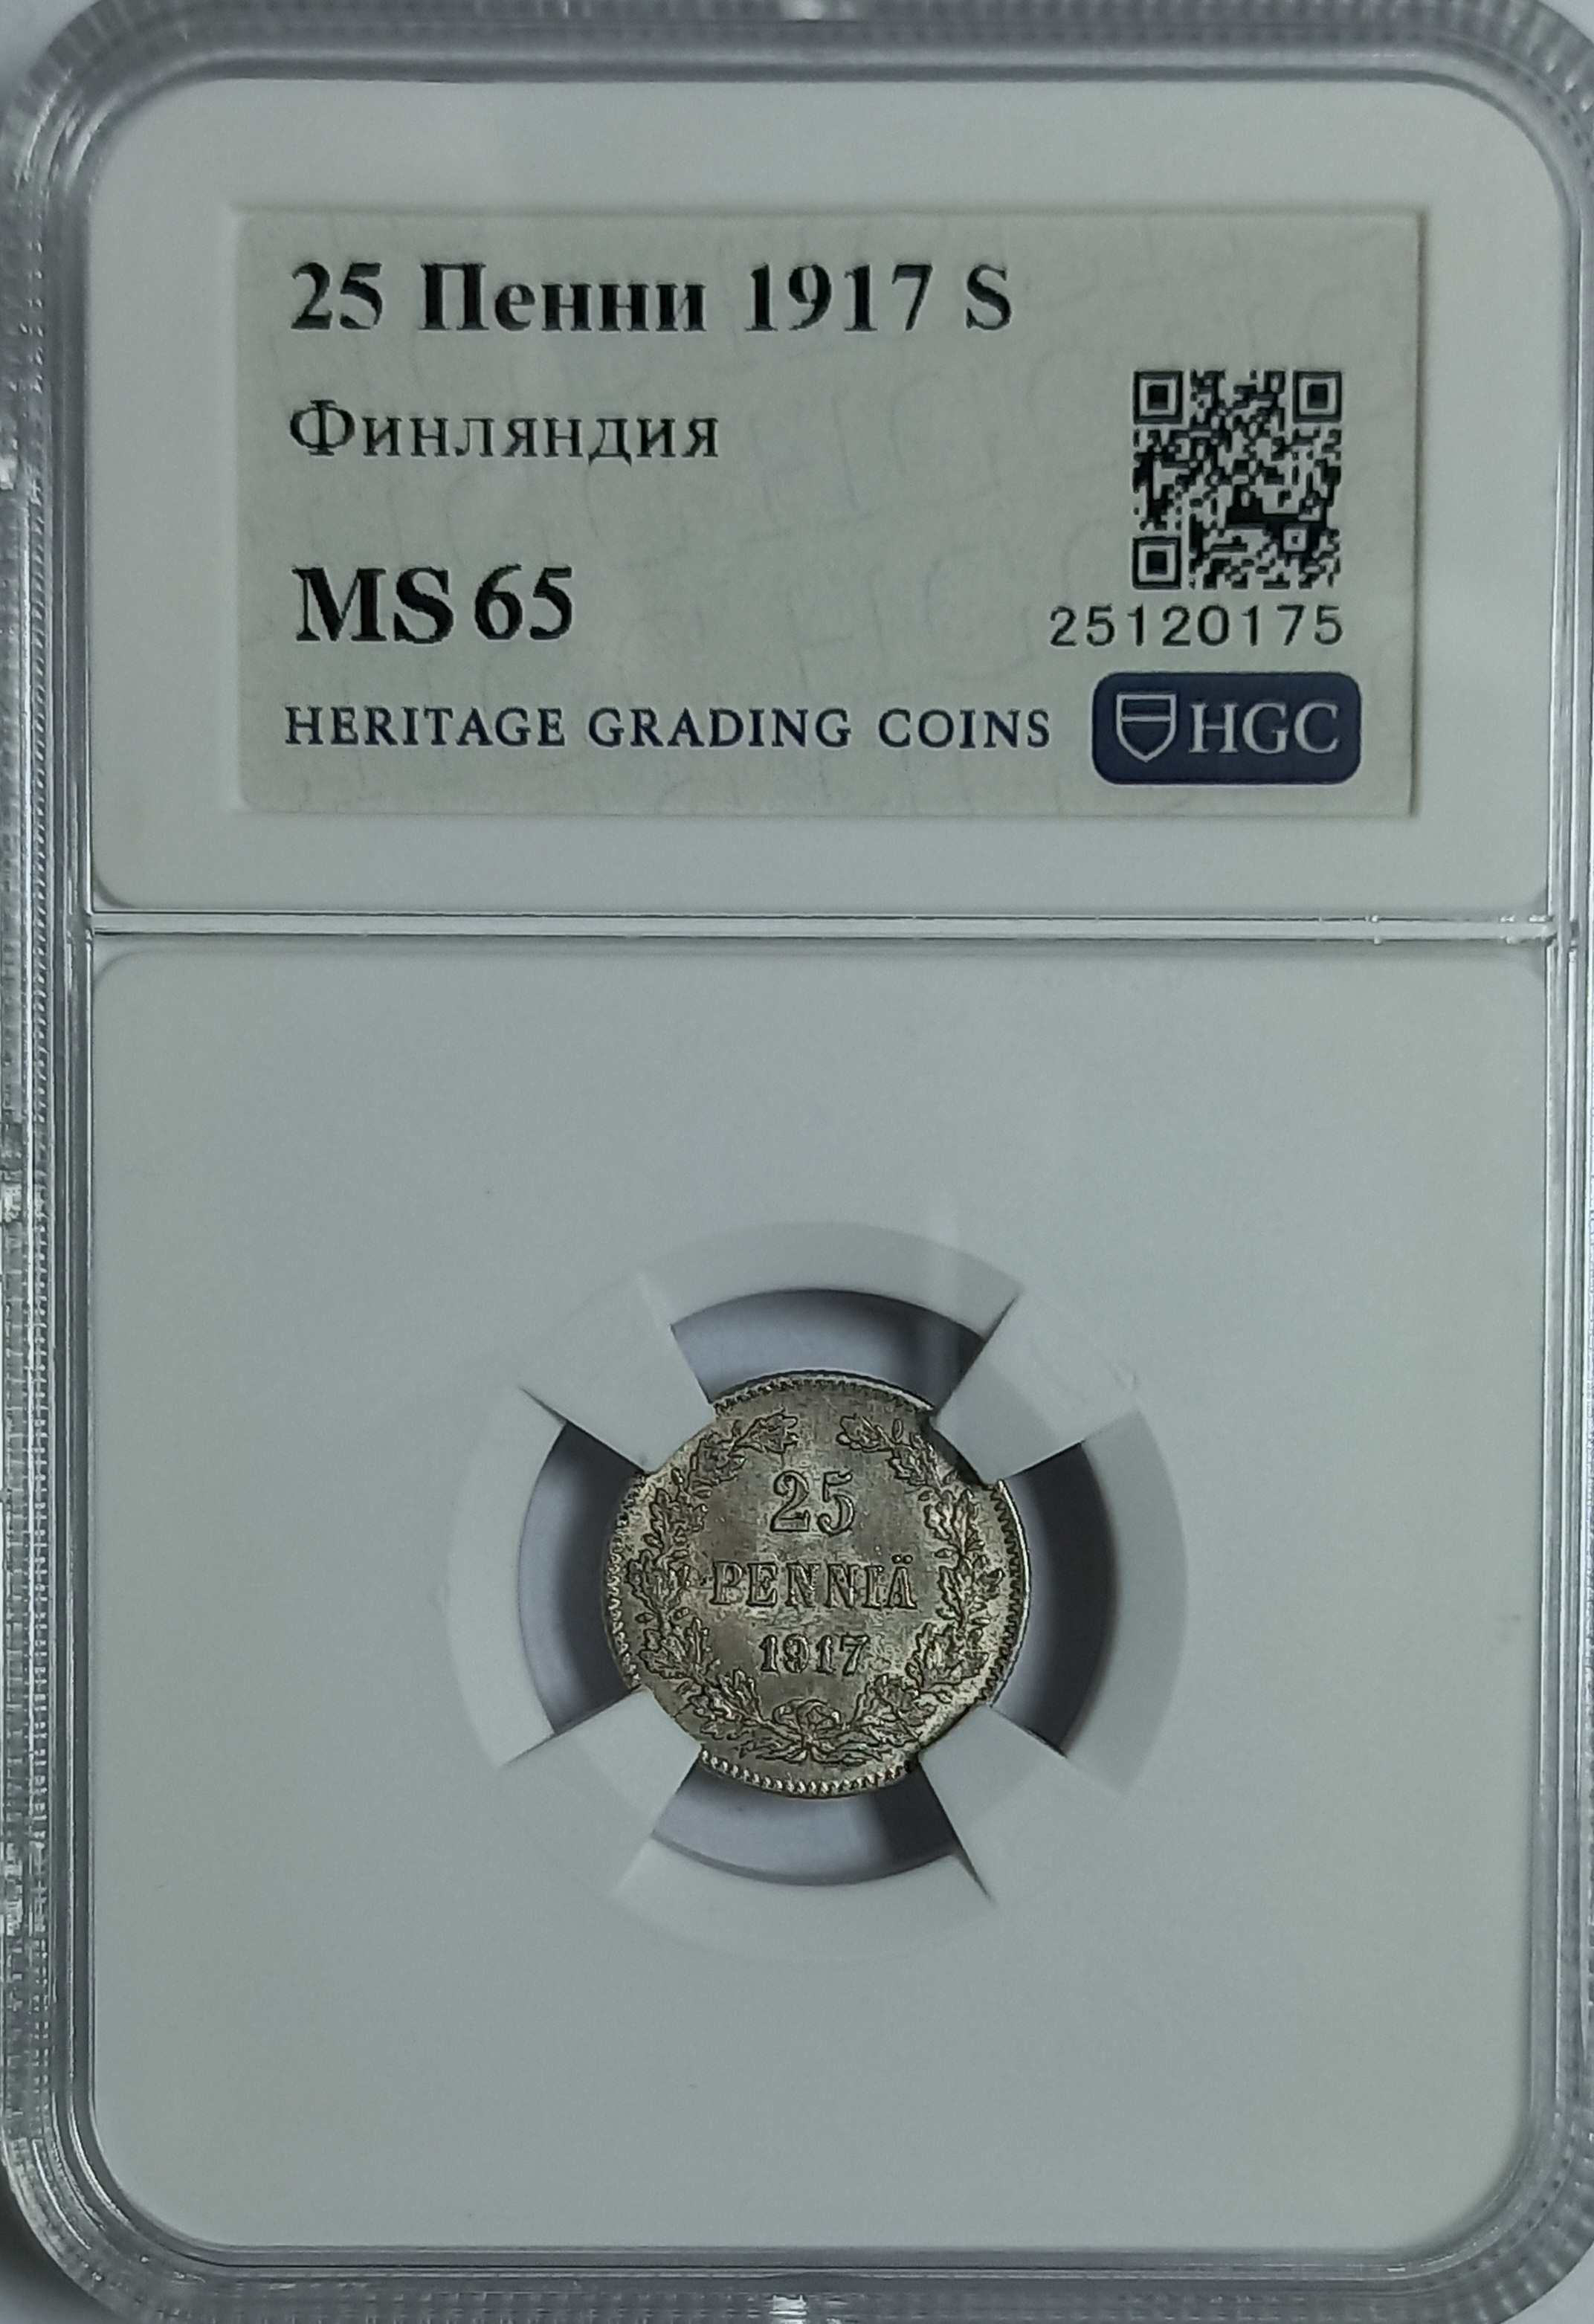 25 Пенни 1917 S
Финляндия
MS 65
25120175
HERITAGE GRADING COINS HGC
25
PENNIÄ
1917